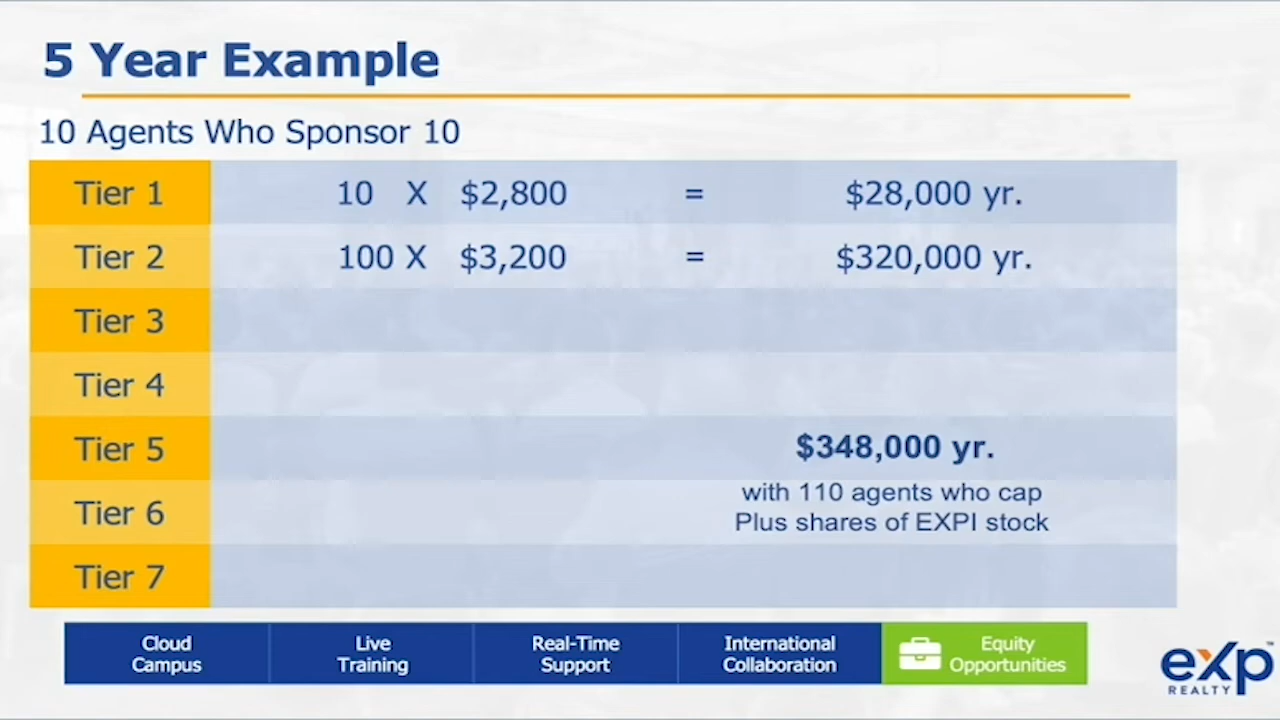 5 Year Example
10 Agents Who Sponsor 10
Tier 1 10 X $2,800 = $28,000 yr.
Tier 2 100 X $3,200 = $320,000 yr.
Tier 3
Tier 4
Tier 5 $348,000 yr.
with 110 agents who cap
Tier 6
Plus shares of EXPI stock
Tier 7
Cloud Campus
Live Training
Real-Time Support
International Collaboration
Equity Opportunities
exp™
REALTY